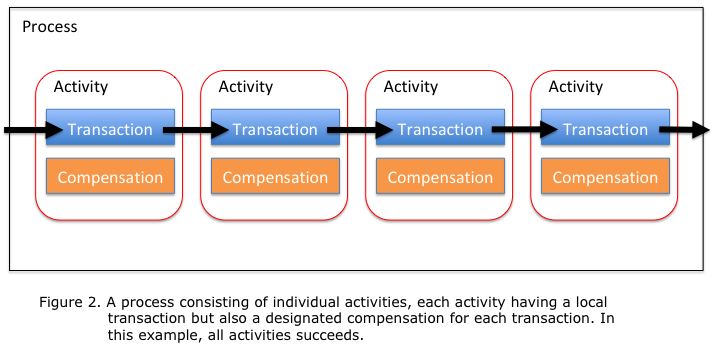 Process
Activity Activity Activity Activity
Transaction Transaction Transaction Transaction
Compensation Compensation Compensation Compensation
Figure 2. A process consisting of individual activities, each activity having a local
transaction but also a designated compensation for each transaction. In
this example, all activities succeeds.